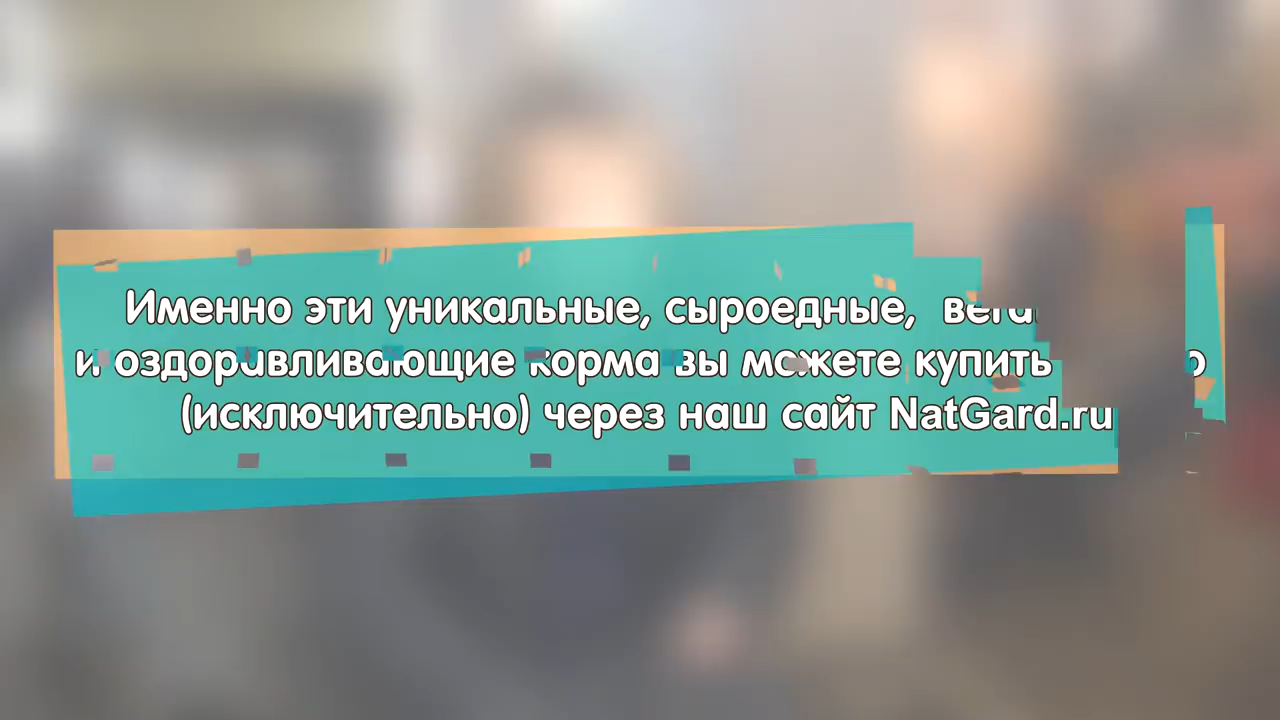 Именно эти уникальные, сыроедные,
и оздоравливающие корма вы можете купить
(исключительно) через наш сайт NatGard.ru